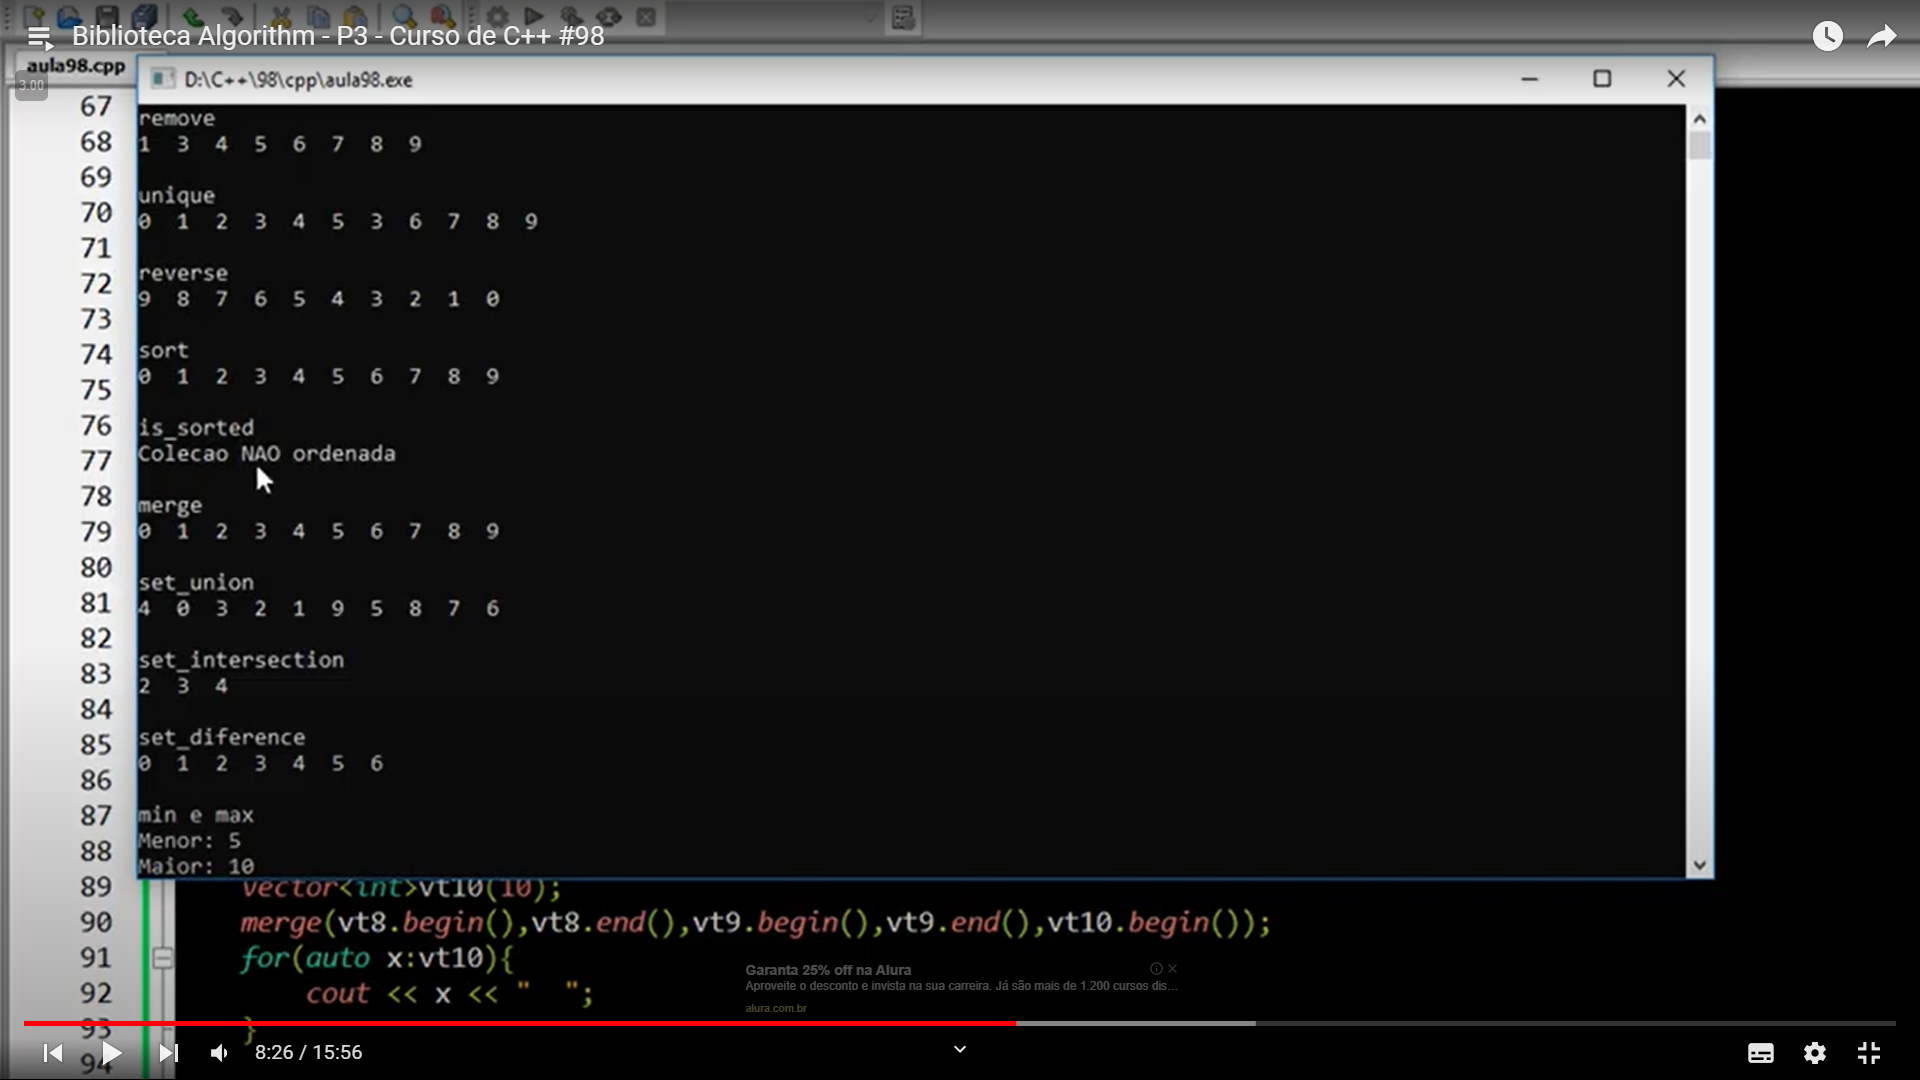 Biblioteca Algorithm - P3 - Curso de C++ #98
aula98.cpp
3.00
D:\C++\98\cpp\aula98.exe
67
68
69
70
71
72
73
74
75
76
77
78
79
80
81
82
83
84
85
86
87
88
89
90
91
92
93
94
remove
1 3 4 5 6 7 8 9
unique
0 1 2 3 4 5 3 6 7 8 9
reverse
9 8 7 6 5 4 3 2 1 0
sort
0 1 2 3 4 5 6 7 8 9
is_sorted
Colecao NAO ordenada
merge
0 1 2 3 4 5 6 7 8 9
set_union
4 0 3 2 1 9 5 8 7 6
set_intersection
2 3 4
set_diference
0 1 2 3 4 5 6
min e max
Menor: 5
Maior: 10
vector<int>vt10(10);
merge(vt8.begin(),vt8.end(),vt9.begin(),vt9.end(),vt10.begin());
for(auto x:vt10){
cout << x << "  ";
}
Garanta 25% off na Alura
Aproveite o desconto e invista na sua carreira. Já são mais de 1.200 cursos dis...
alura.com.br
8:26 / 15:56